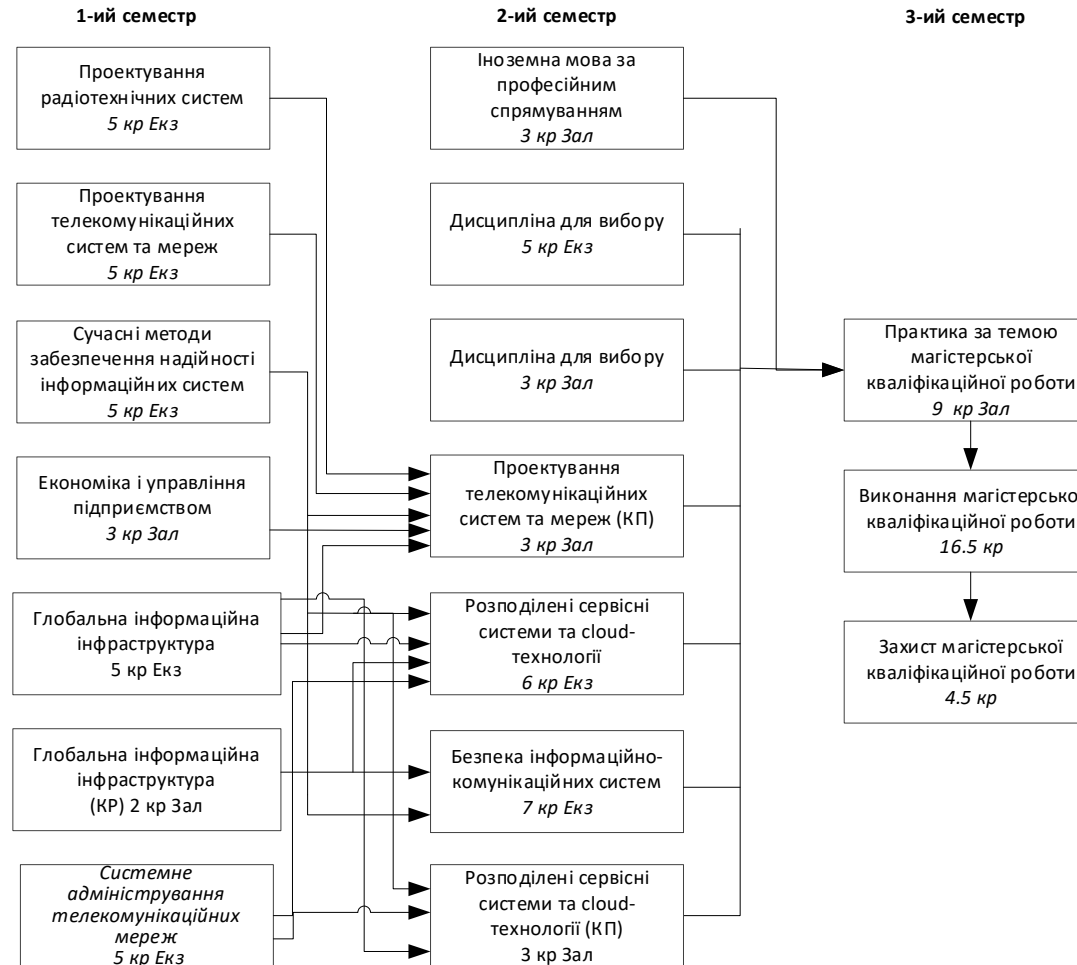 1-ий семестр
2-ий семестр
3-ий семестр
Проектування
радіотехнічних систем
5 кр Екз
Проектування
телекомунікаційних
систем та мереж
5 кр Екз
Сучасні методи
забезпечення надійності
інформаційних систем
5 кр Екз
Економіка і управління
підприємством
3 кр Зал
Глобальна інформаційна
інфраструктура
5 кр Екз
Глобальна інформаційна
інфраструктура
(КР) 2 кр Зал
Системне
адміністрування
телекомунікаційних
мереж
5 кр Екз
Іноземна мова за
професійним
спрямуванням
3 кр Зал
Дисципліна для вибору
5 кр Екз
Дисципліна для вибору
3 кр Зал
Проектування
телекомунікаційних
систем та мереж (КП)
3 кр Зал
Розподілені сервісні
системи та cloud-
технології
6 кр Екз
Безпека інформаційно-
комунікаційних систем
7 кр Екз
Розподілені сервісні
системи та cloud-
технології (КП)
3 кр Зал
Практика за темою
магістерської
кваліфікаційної роботи
9 кр Зал
Виконання магістерсько
кваліфікаційної роботи
16.5 кр
Захист магістерської
кваліфікаційної роботи
4.5 кр